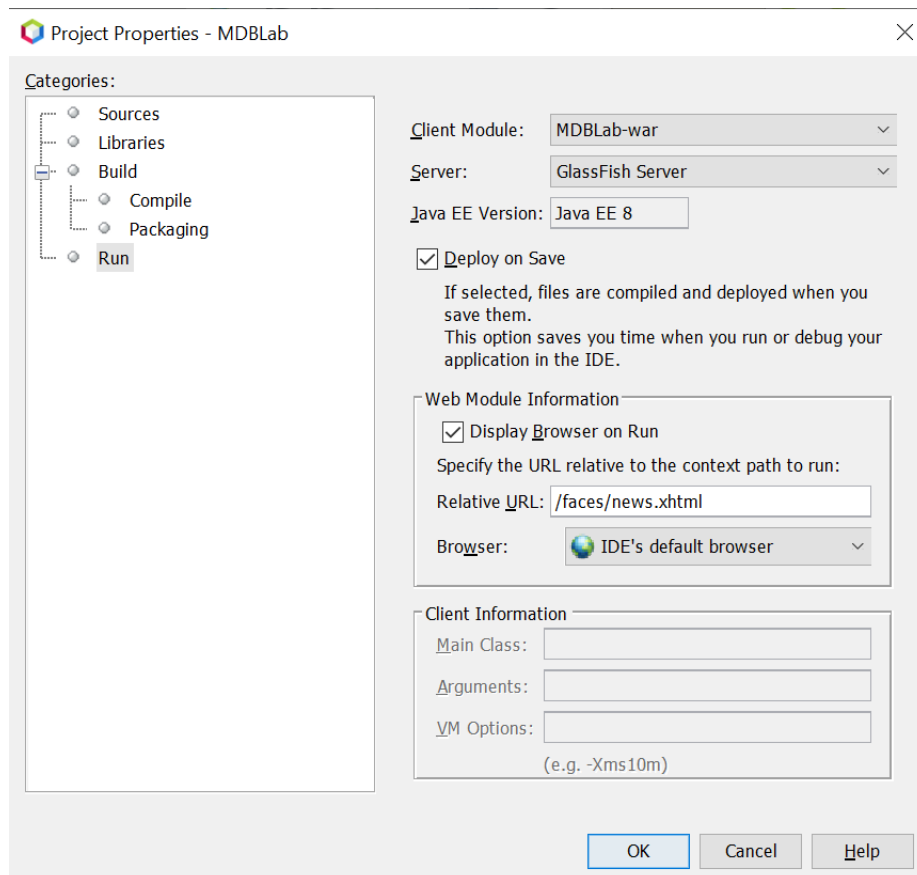 Project Properties - MDBLab
Categories:
Sources
Libraries
Build
Compile
Packaging
Run
Client Module: MDBLab-war
Server: GlassFish Server
Java EE Version: Java EE 8
Deploy on Save
If selected, files are compiled and deployed when you
save them.
This option saves you time when you run or debug your
application in the IDE.
Web Module Information
Display Browser on Run
Specify the URL relative to the context path to run:
Relative URL: /faces/news.xhtml
Browser: IDE's default browser
Client Information
Main Class:
Arguments:
VM Options:
(e.g. -Xms10m)
OK Cancel Help